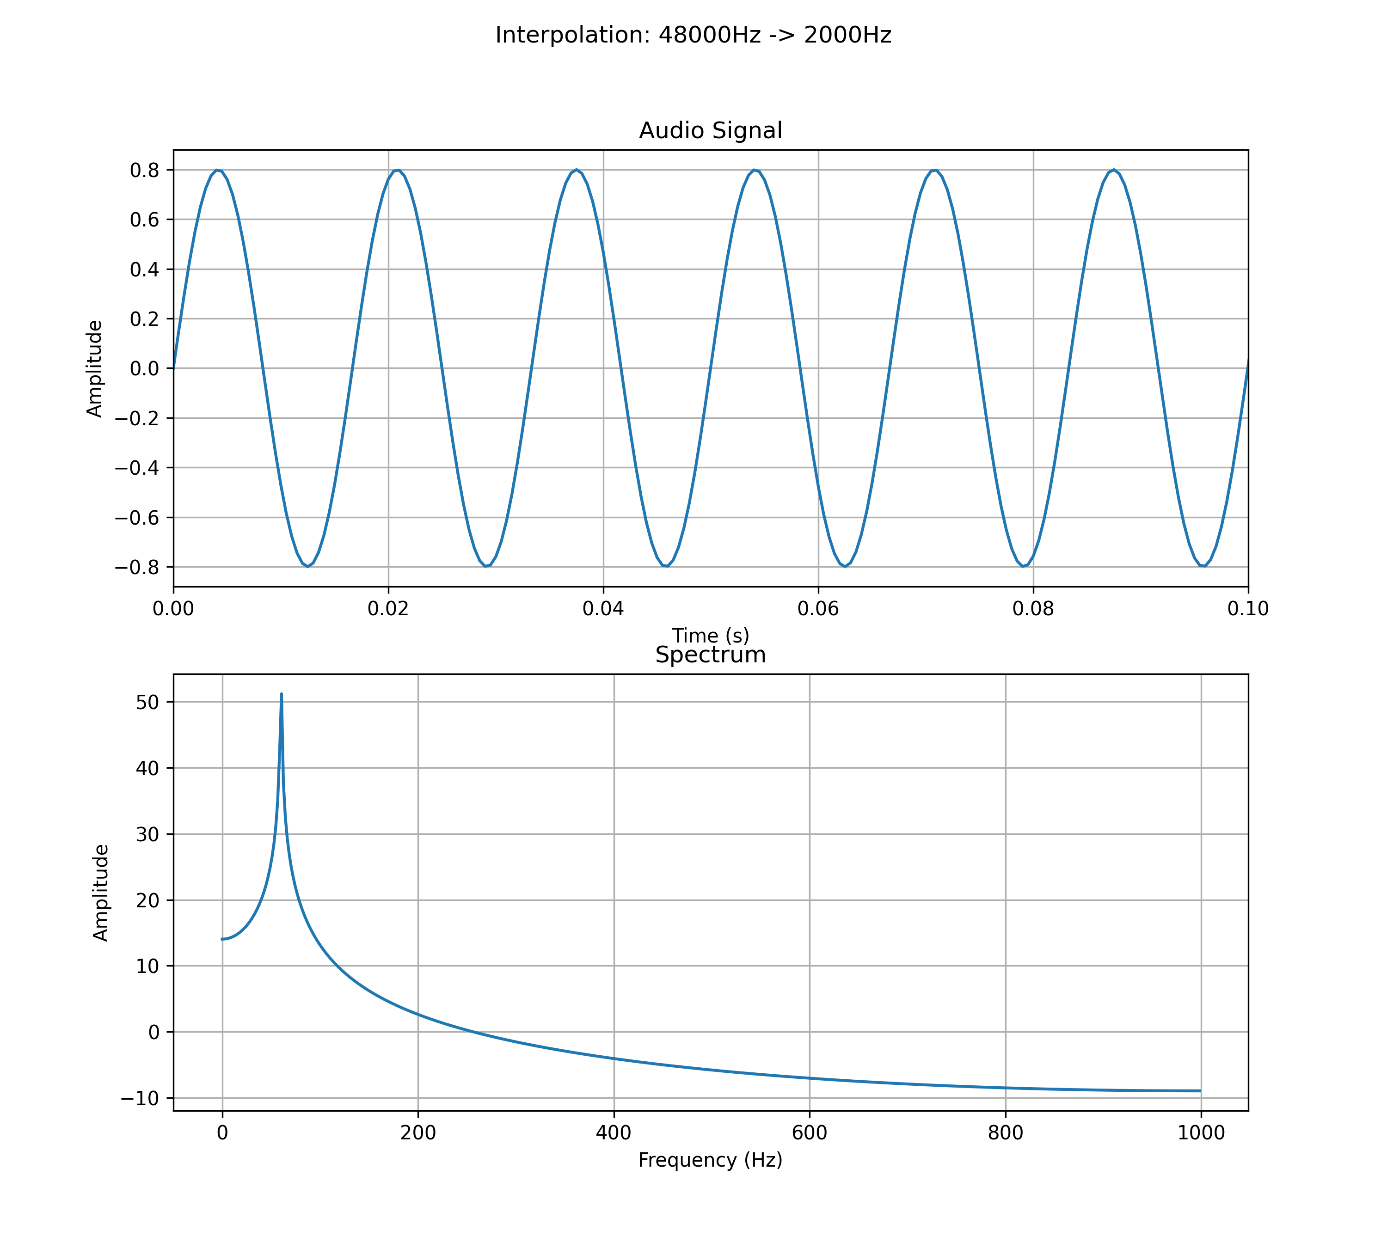 Interpolation: 48000Hz -> 2000Hz
Audio Signal
Amplitude
0.8
0.6
0.4
0.2
0.0
−0.2
−0.4
−0.6
−0.8
0.00 0.02 0.04 0.06 0.08 0.10
Time (s)
Spectrum
Amplitude
50
40
30
20
10
0
−10
0 200 400 600 800 1000
Frequency (Hz)